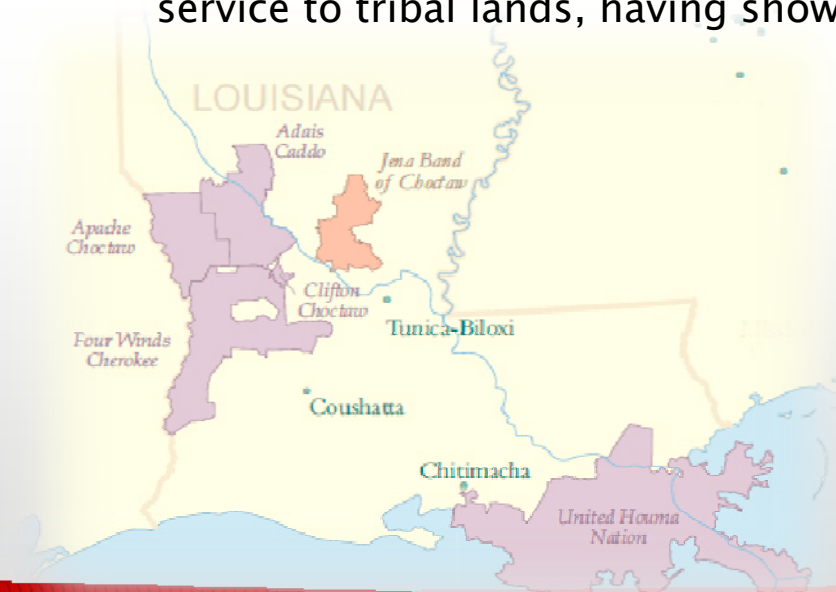 service to tribal lands, having show
LOUISIANA
Adais
Caddo
Jena Band
of Choctaw
Apache
Choctaw
Clifton
Choctaw
Tunica-Biloxi
Four Winds
Cherokee
Coushatta
Chitimacha
United Houma
Nation